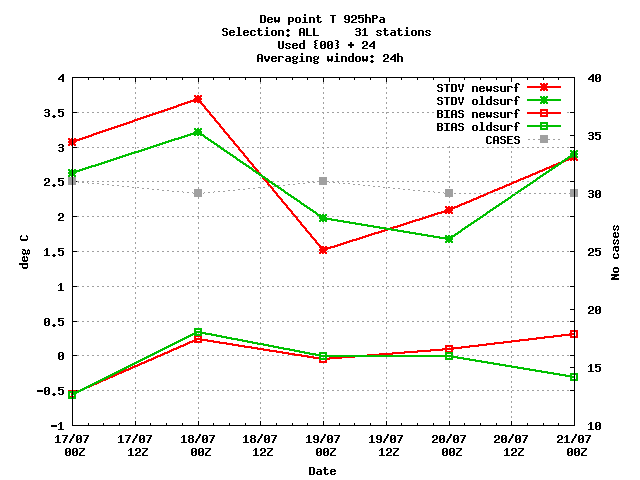 Dew point T 925hPa
Selection: ALL 31 stations
Used {00} + 24
Averaging window: 24h
STDV newsurf
STDV oldsurf
BIAS newsurf
BIAS oldsurf
CASES
4
3.5
3
2.5
2
1.5
1
0.5
0
-0.5
-1
deg C
40
35
30
25
20
15
10
No cases
17/07 17/07 18/07 18/07 19/07 19/07 20/07 20/07 21/07
00Z 12Z 00Z 12Z 00Z 12Z 00Z 12Z 00Z
Date